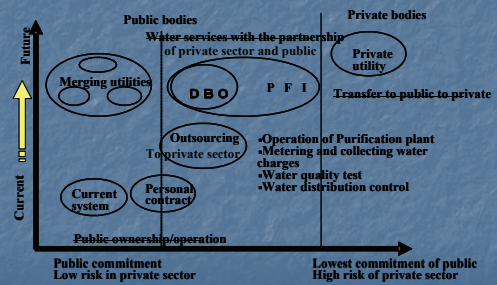 Public bodies
Private bodies
Water services with the partnership
of private sector and public
Future
Private
utility
Merging utilities
D B O
P F I
Transfer to public to private
Outsourcing
To private sector
▪Operation of Purification plant
▪Metering and collecting water
charges
▪Water quality test
▪Water distribution control
Current
Current
system
Personal
contract
Public ownership/operation
Public commitment
Low risk in private sector
Lowest commitment of public
High risk of private sector